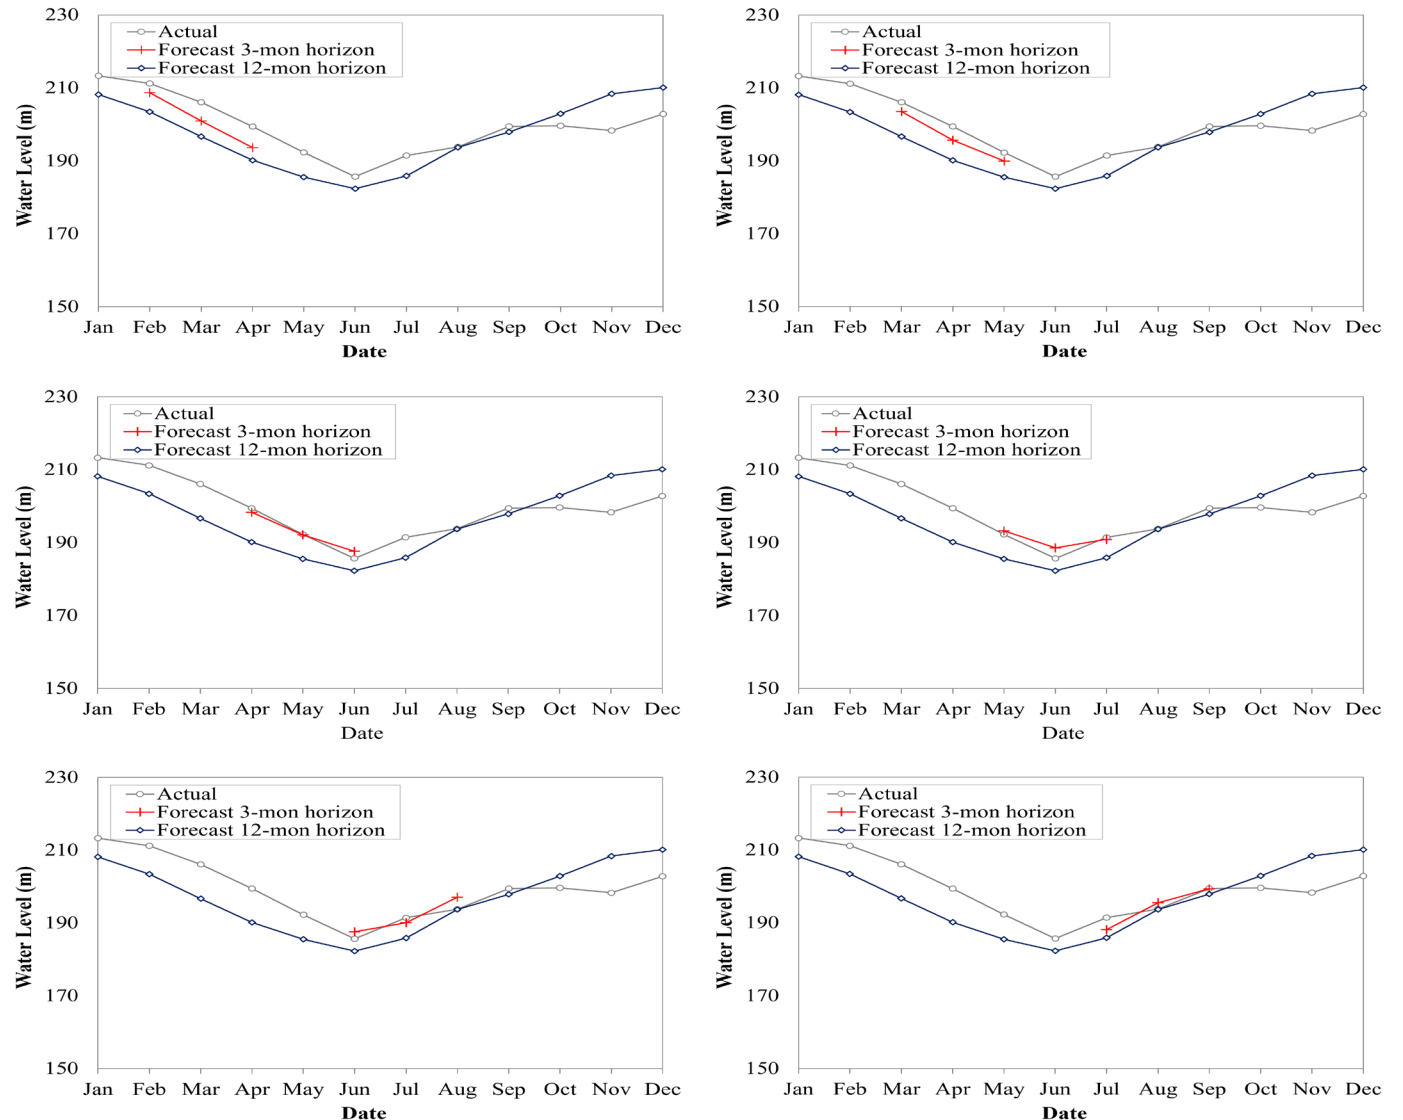 230
210
190
170
150
Water Level (m)
Actual
Forecast 3-mon horizon
Forecast 12-mon horizon
Jan Feb Mar Apr May Jun Jul Aug Sep Oct Nov Dec
Date
230
210
190
170
150
Water Level (m)
Actual
Forecast 3-mon horizon
Forecast 12-mon horizon
Jan Feb Mar Apr May Jun Jul Aug Sep Oct Nov Dec
Date
230
210
190
170
150
Water Level (m)
Actual
Forecast 3-mon horizon
Forecast 12-mon horizon
Jan Feb Mar Apr May Jun Jul Aug Sep Oct Nov Dec
Date
230
210
190
170
150
Water Level (m)
Actual
Forecast 3-mon horizon
Forecast 12-mon horizon
Jan Feb Mar Apr May Jun Jul Aug Sep Oct Nov Dec
Date
230
210
190
170
150
Water Level (m)
Actual
Forecast 3-mon horizon
Forecast 12-mon horizon
Jan Feb Mar Apr May Jun Jul Aug Sep Oct Nov Dec
Date
230
210
190
170
150
Water Level (m)
Actual
Forecast 3-mon horizon
Forecast 12-mon horizon
Jan Feb Mar Apr May Jun Jul Aug Sep Oct Nov Dec
Date